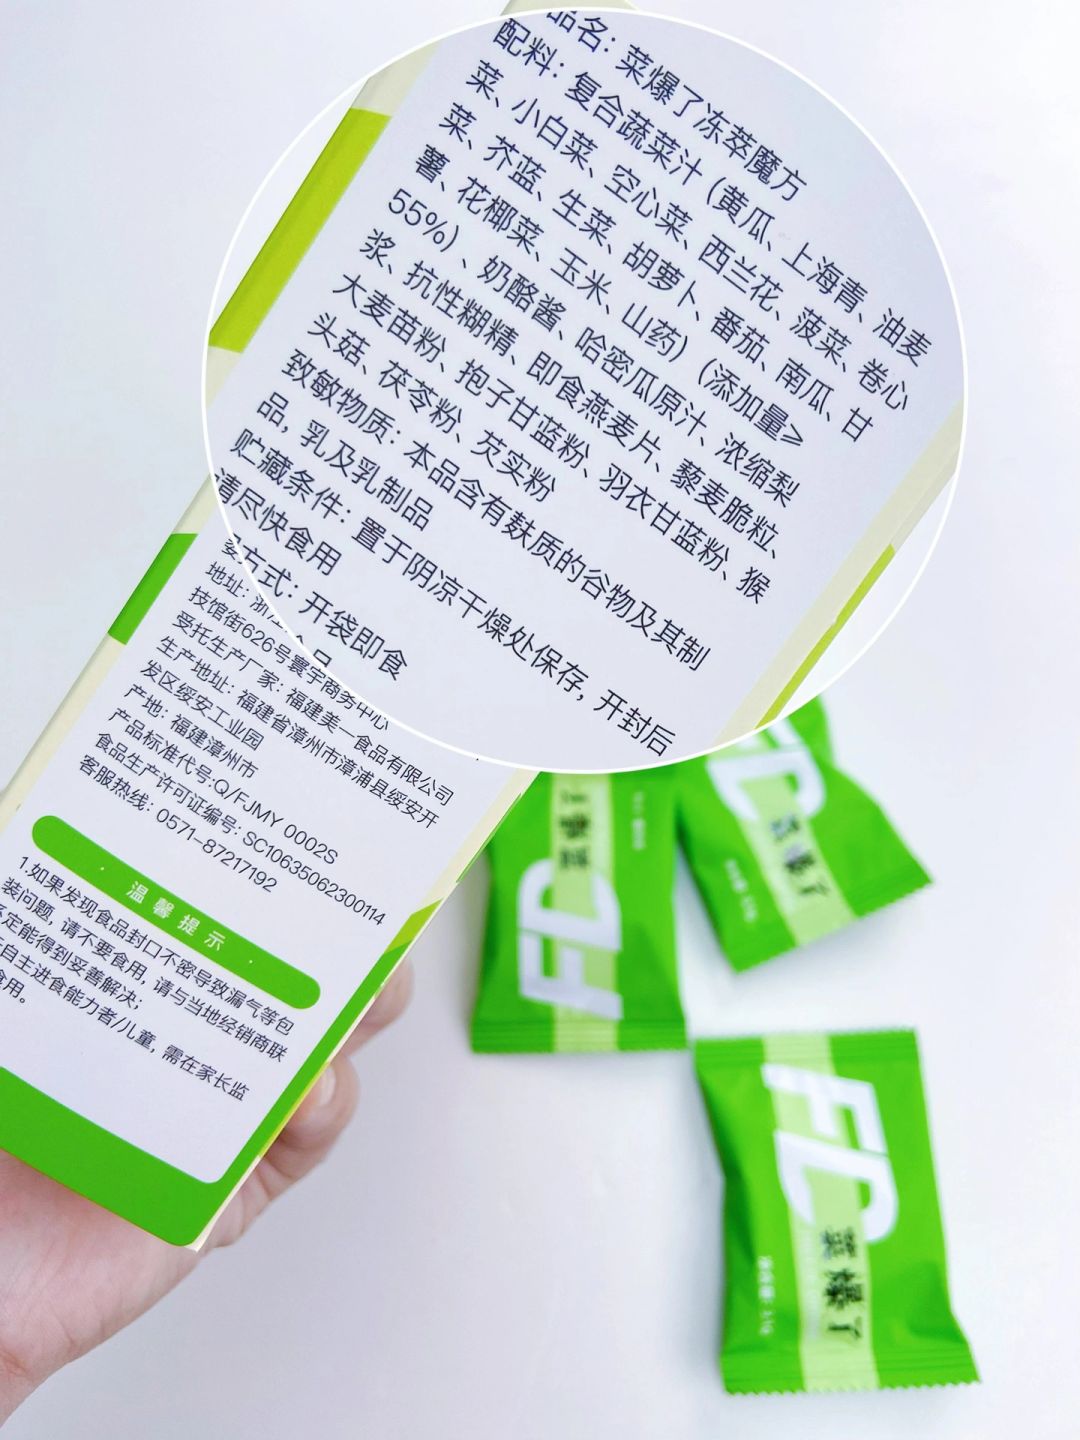 品名：菜爆了冻萃魔方
配料：复合蔬菜汁（黄瓜、上海青、油麦
菜、小白菜、空心菜、西兰花、菠菜、卷心
菜、芥蓝、生菜、胡萝卜、番茄、南瓜、甘
薯、花椰菜、玉米、山药）（添加量≥
55%）、奶酪酱、哈密瓜原汁、浓缩梨
浆、抗性糊精、即食燕麦片、藜麦脆粒、
大麦苗粉、抱子甘蓝粉、羽衣甘蓝粉、猴
头菇、茯苓粉、芡实粉
致敏物质：本品含有麸质的谷物及其制
品，乳及乳制品
贮藏条件：置于阴凉干燥处保存，开封后
请尽快食用
方式：开袋即食
地址：浙江
技馆街626号寰宇商务中心
受托生产厂家：福建美一食品有限公司
生产地址：福建省漳州市漳浦县绥安开
发区绥安工业园
产地：福建漳州市
产品标准代号:Q/FJMY 0002S
食品生产许可证编号: SC10635062300114
客服热线：0571-87217192
· 温馨提示 ·
1.如果发现食品封口不密导致漏气等包
装问题，请不要食用，请与当地经销商联
定能得到妥善解决；
自主进食能力者/儿童，需在家长监
食用。
菜爆了
FD
菜爆了
FD
菜爆了